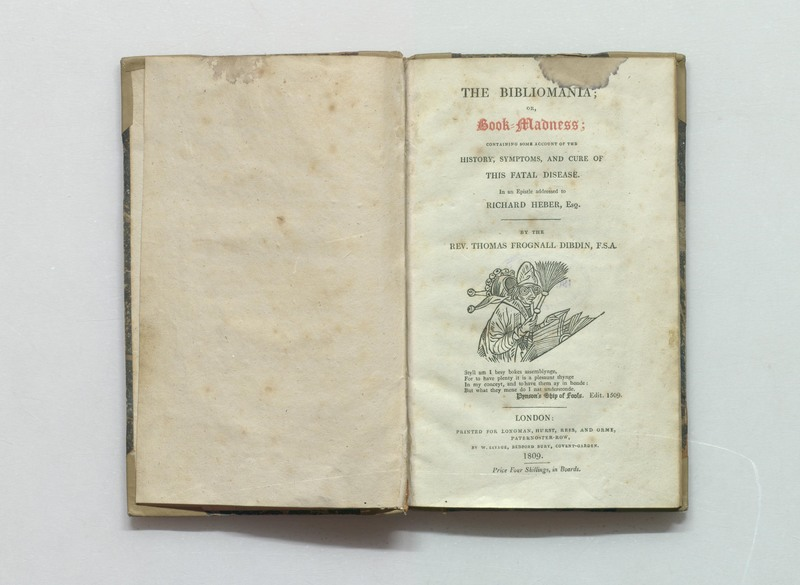 THE BIBLIOMANIA;
OR,
Book-Madness;
CONTAINING SOME ACCOUNT OF THE
HISTORY, SYMPTOMS, AND CURE OF
THIS FATAL DISEASE.
In an Epistle addressed to
RICHARD HEBER, Esq.
BY THE
REV. THOMAS FROGNALL DIBDIN, F.S.A.
Styll am I besy bokes assemblynge,
For to have plenty it is a pleasaunt thynge
In my conceyt, and to have them ay in honde:
But what they mene do I nat understonde.
Pynson's Ship of Fools. Edit. 1509.
LONDON:
PRINTED FOR LONGMAN, HURST, REES, AND ORME,
PATERNOSTER-ROW,
BY W. SAVAGE, BEDFORD BURY, COVENT-GARDEN.
1809.
Price Four Shillings, in Boards.